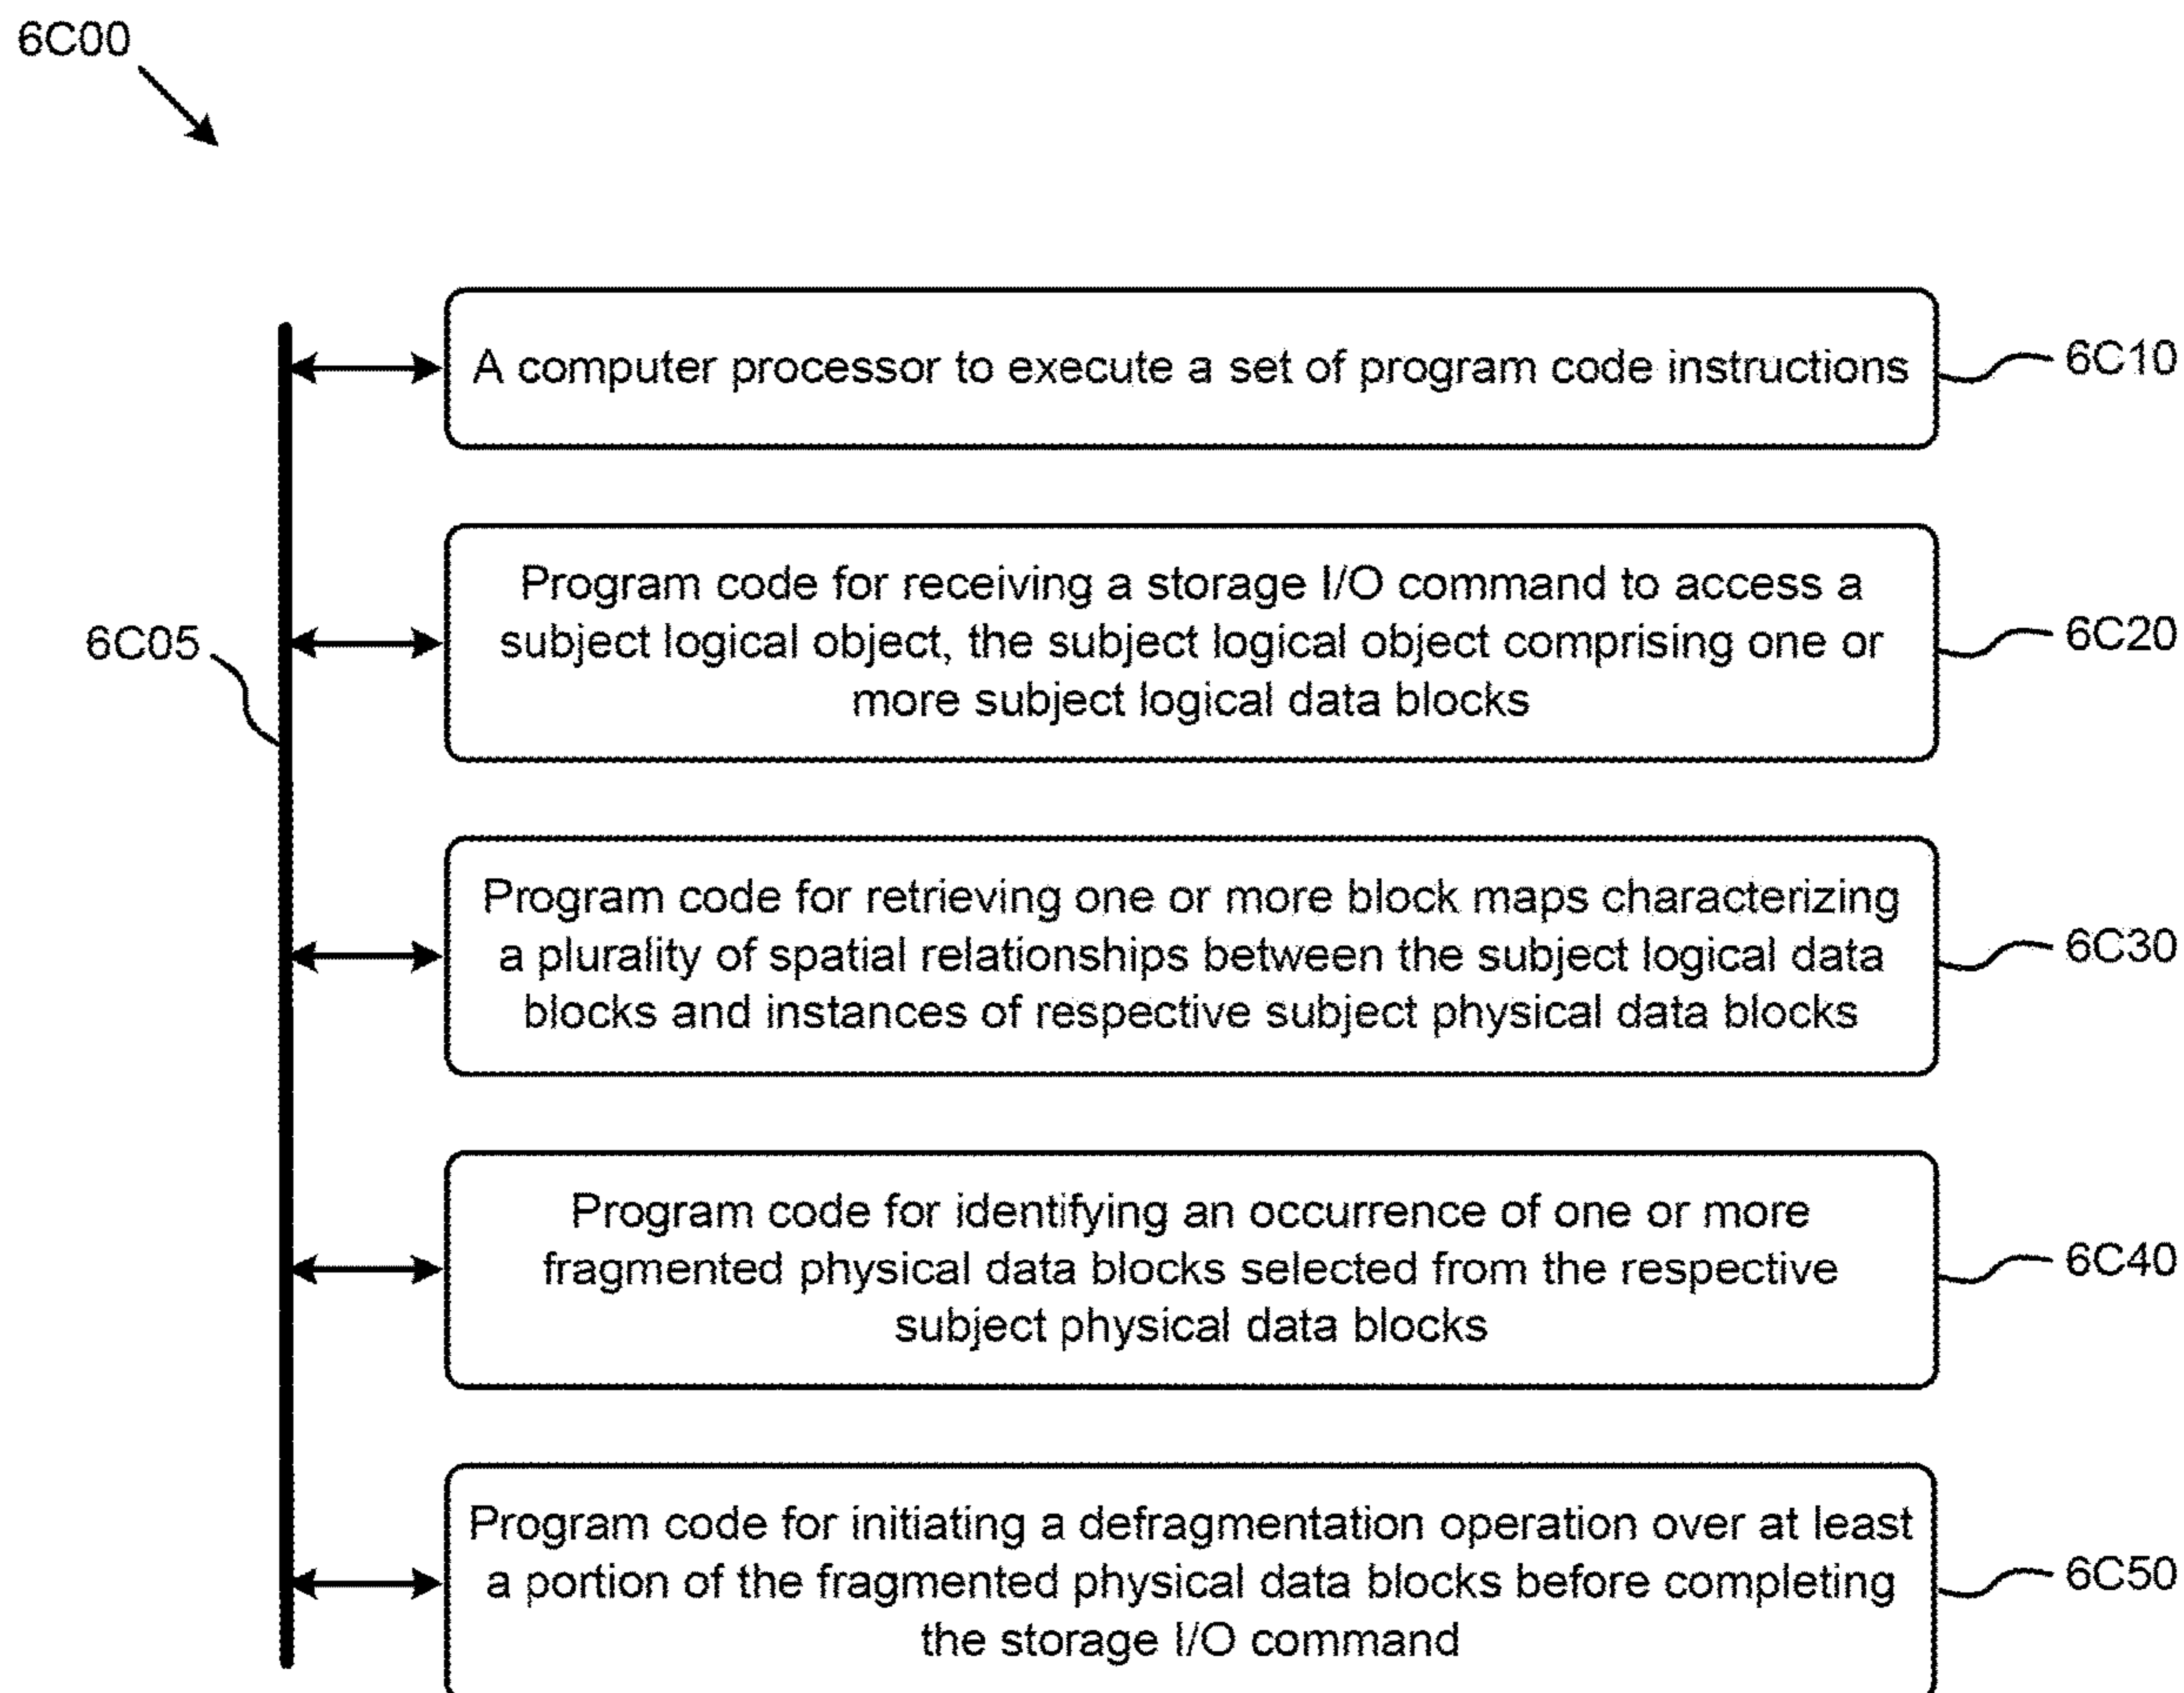 6C00
A computer processor to execute a set of program code instructions
6C10
Program code for receiving a storage I/O command to access a
subject logical object, the subject logical object comprising one or
more subject logical data blocks
6C20
6C05
Program code for retrieving one or more block maps characterizing
a plurality of spatial relationships between the subject logical data
blocks and instances of respective subject physical data blocks
6C30
Program code for identifying an occurrence of one or more
fragmented physical data blocks selected from the respective
subject physical data blocks
6C40
Program code for initiating a defragmentation operation over at least
a portion of the fragmented physical data blocks before completing
the storage I/O command
6C50